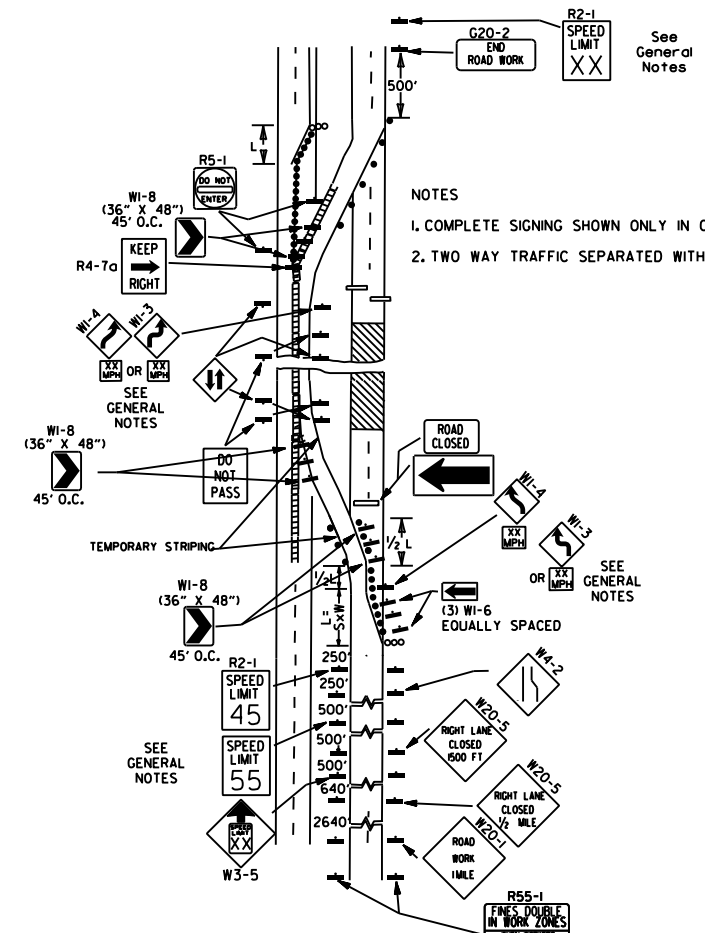 R2-1
SPEED
LIMIT
XX
See
General
Notes
G20-2
END
ROAD WORK
500'
L
R5-1
DO NOT
ENTER
W1-8
(36" X 48")
45' O.C.
KEEP
RIGHT
R4-7a
NOTES
1. COMPLETE SIGNING SHOWN ONLY IN
2. TWO WAY TRAFFIC SEPARATED WITH
W1-4
W1-3
XX
MPH
OR
XX
MPH
SEE
GENERAL
NOTES
W1-8
(36" X 48")
45' O.C.
DO
NOT
PASS
ROAD
CLOSED
W1-4
XX
MPH
W1-3
OR
XX
MPH
SEE
GENERAL
NOTES
TEMPORARY STRIPING
1/2 L
1/2L
L=
SxW
W1-8
(36" X 48")
45' O.C.
(3) W1-6
EQUALLY SPACED
R2-1
SPEED
LIMIT
45
250'
250'
500'
500'
500'
640'
2640'
W4-2
W20-5
RIGHT LANE
CLOSED
1500 FT
SEE
GENERAL
NOTES
SPEED
LIMIT
55
W20-5
RIGHT LANE
CLOSED
1/2 MILE
SPEED
LIMIT
XX
W3-5
W20-1
ROAD
WORK
1 MILE
R55-1
FINES DOUBLE
IN WORK ZONES